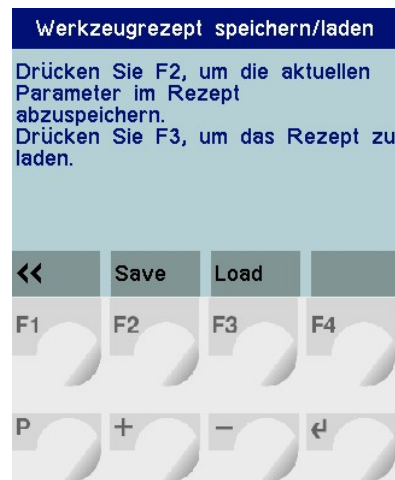 Werkzeugrezept speichern/laden
Drücken Sie F2, um die aktuellen
Parameter im Rezept
abzuspeichern.
Drücken Sie F3, um das Rezept zu
laden.
<< Save Load
F1 F2 F3 F4
P + - ↵